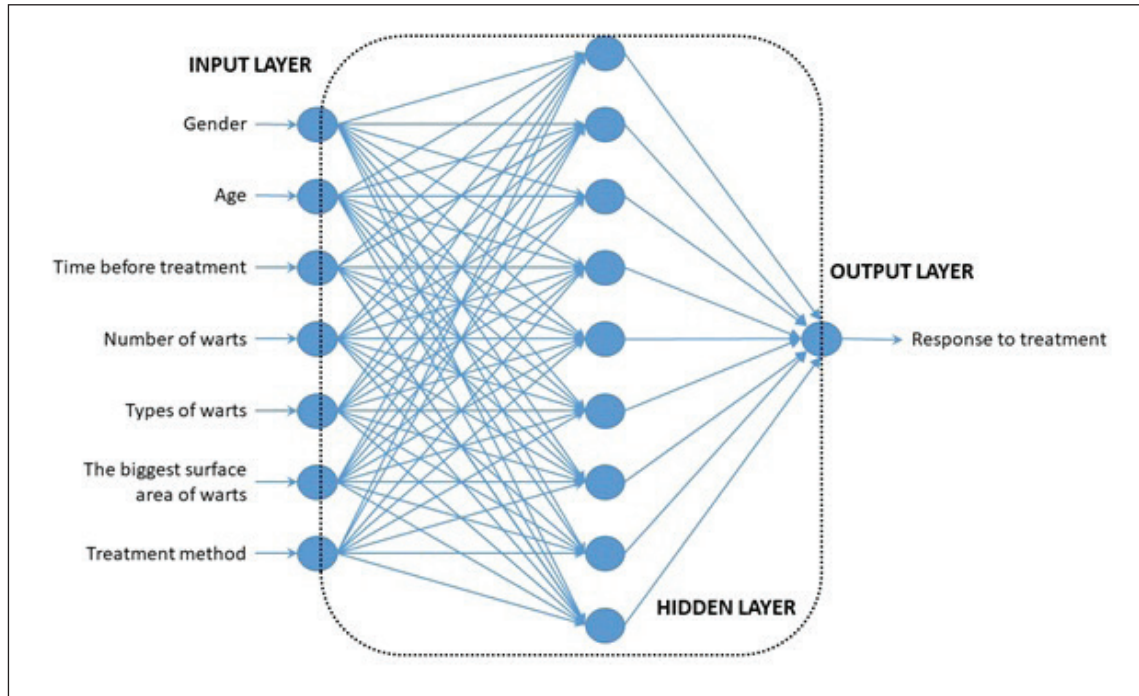 INPUT LAYER
Gender
Age
Time before treatment
Number of warts
Types of warts
The biggest surface
area of warts
Treatment method
HIDDEN LAYER
OUTPUT LAYER
Response to treatment